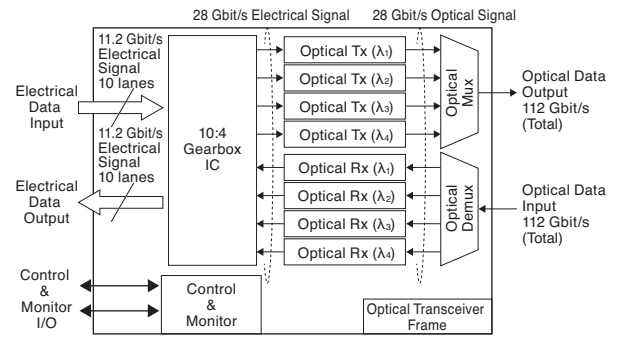 28 Gbit/s Electrical Signal
28 Gbit/s Optical Signal
11.2 Gbit/s
Electrical
Signal
10 lanes
Electrical
Data
Input
11.2 Gbit/s
Electrical
Signal
10 lanes
Electrical
Data
Output
10:4
Gearbox
IC
Optical Tx (λ1)
Optical Tx (λ2)
Optical Tx (λ3)
Optical Tx (λ4)
Optical Rx (λ1)
Optical Rx (λ2)
Optical Rx (λ3)
Optical Rx (λ4)
Optical
Mux
Optical
Demux
Optical Data
Output
112 Gbit/s
(Total)
Optical Data
Input
112 Gbit/s
(Total)
Control
&
Monitor
I/O
Control
&
Monitor
Optical Transceiver
Frame